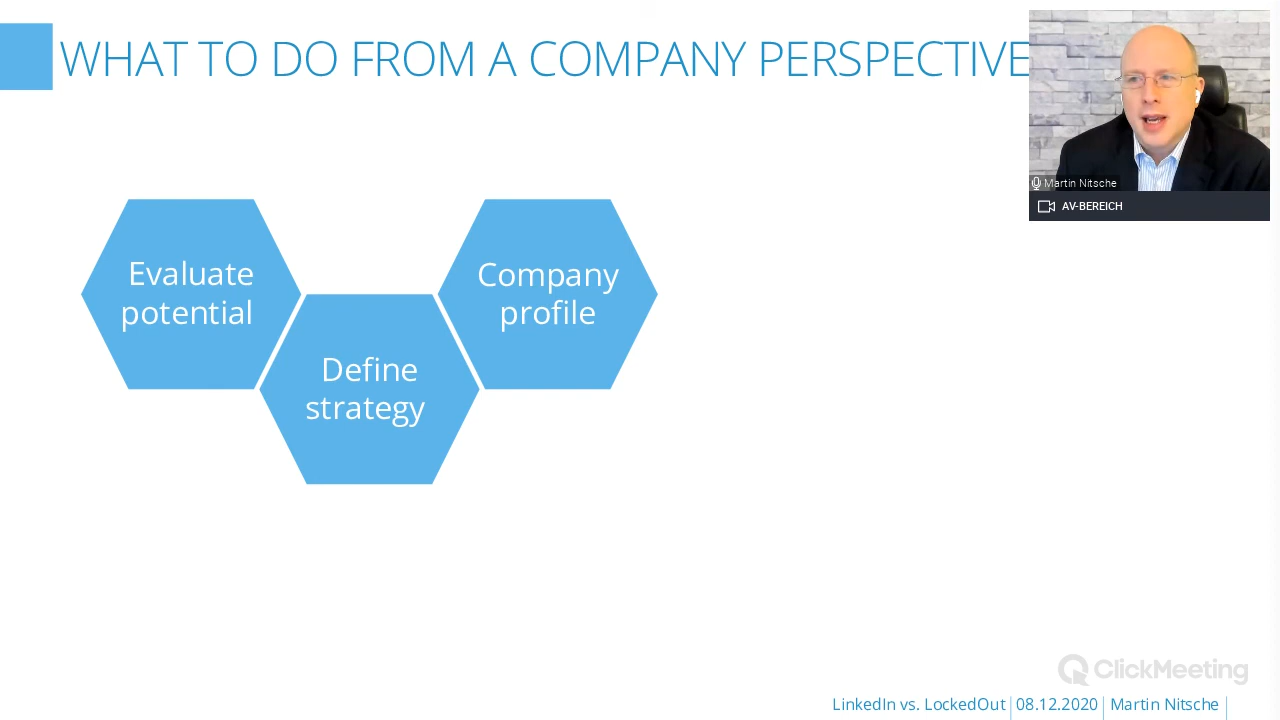 WHAT TO DO FROM A COMPANY PERSPECTIVE
Martin Nitsche
AV-BEREICH
Evaluate
potential
Define
strategy
Company
profile
ClickMeeting
LinkedIn vs. LockedOut 08.12.2020 Martin Nitsche